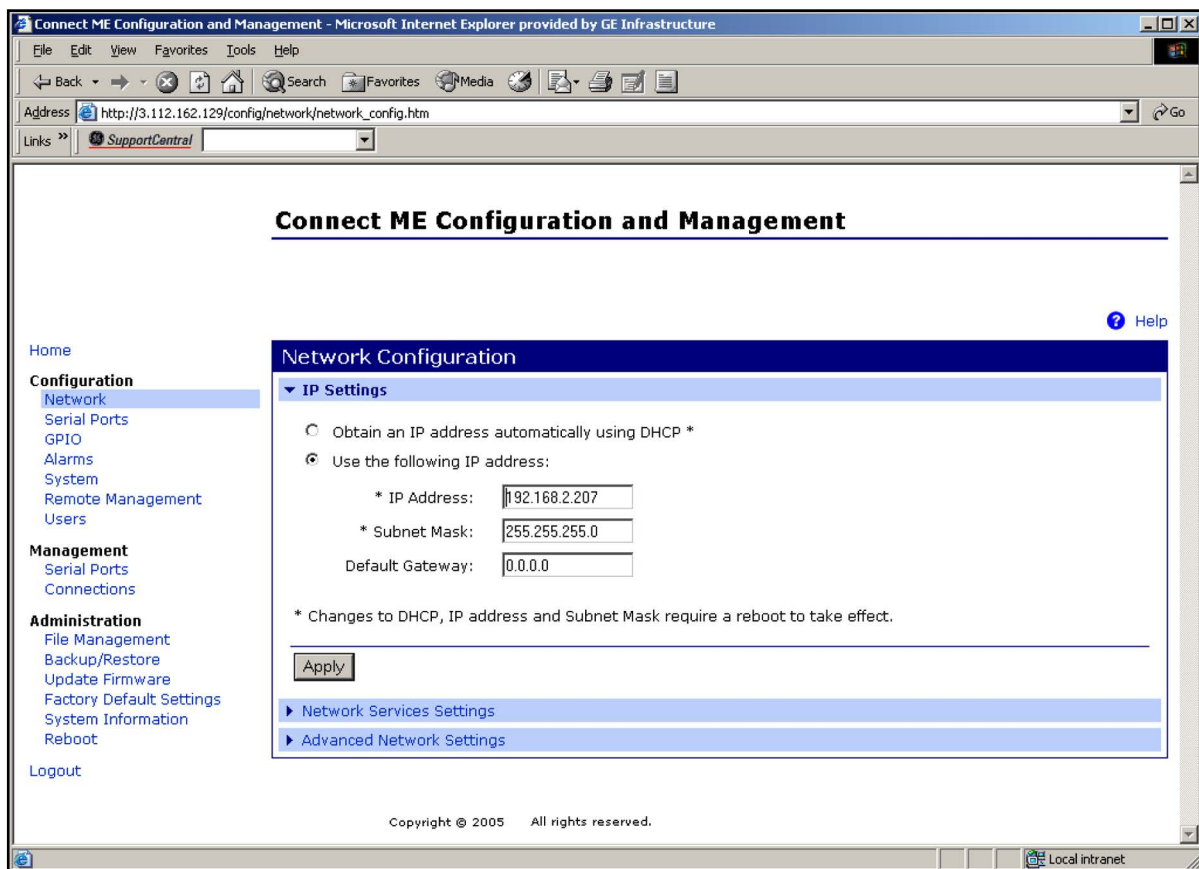 Connect ME Configuration and Management - Microsoft Internet Explorer provided by GE Infrastructure
File Edit View Favorites Tools Help
Back Search Favorites Media
Address http://3.112.162.129/config/network/network_config.htm Go
Links » SupportCentral
Connect ME Configuration and Management
? Help
Home
Configuration
Network
Serial Ports
GPIO
Alarms
System
Remote Management
Users
Management
Serial Ports
Connections
Administration
File Management
Backup/Restore
Update Firmware
Factory Default Settings
System Information
Reboot
Logout
Network Configuration
IP Settings
Obtain an IP address automatically using DHCP *
Use the following IP address:
* IP Address: 192.168.2.207
* Subnet Mask: 255.255.255.0
Default Gateway: 0.0.0.0
* Changes to DHCP, IP address and Subnet Mask require a reboot to take effect.
Apply
Network Services Settings
Advanced Network Settings
Copyright © 2005 All rights reserved.
Local intranet